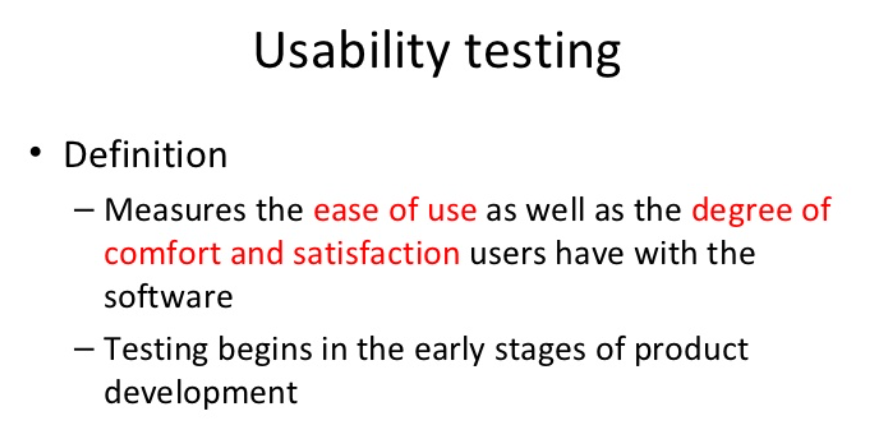 Usability testing
• Definition
– Measures the ease of use as well as the degree of
comfort and satisfaction users have with the
software
– Testing begins in the early stages of product
development